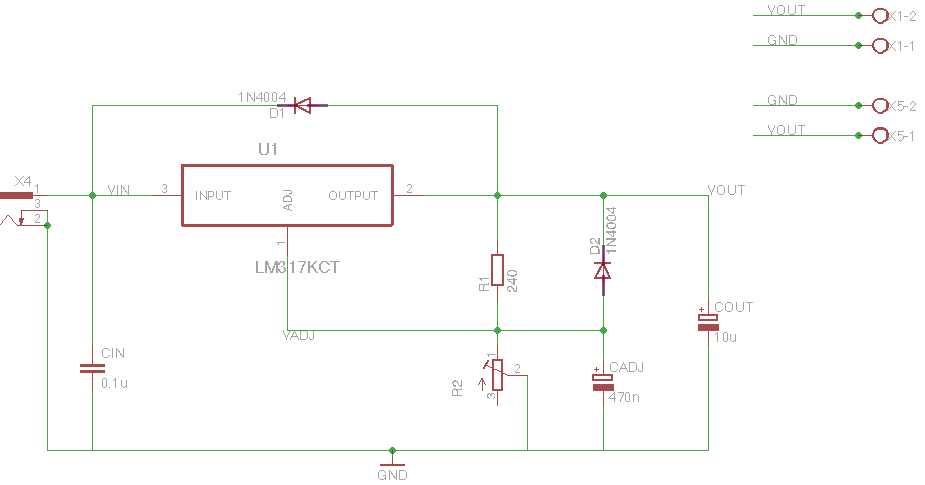 VOUT X1-2
GND X1-1
1N4004
D1
GND X5-2
VOUT X5-1
U1
X4
1 VIN 3 INPUT ADJ OUTPUT 2 VOUT
3
2
1
D2 1N4004
LM317KCT
R1 240
COUT
10u
VADJ
CIN
0.1u
R2 1 2 3
CADJ
470n
+
+
GND